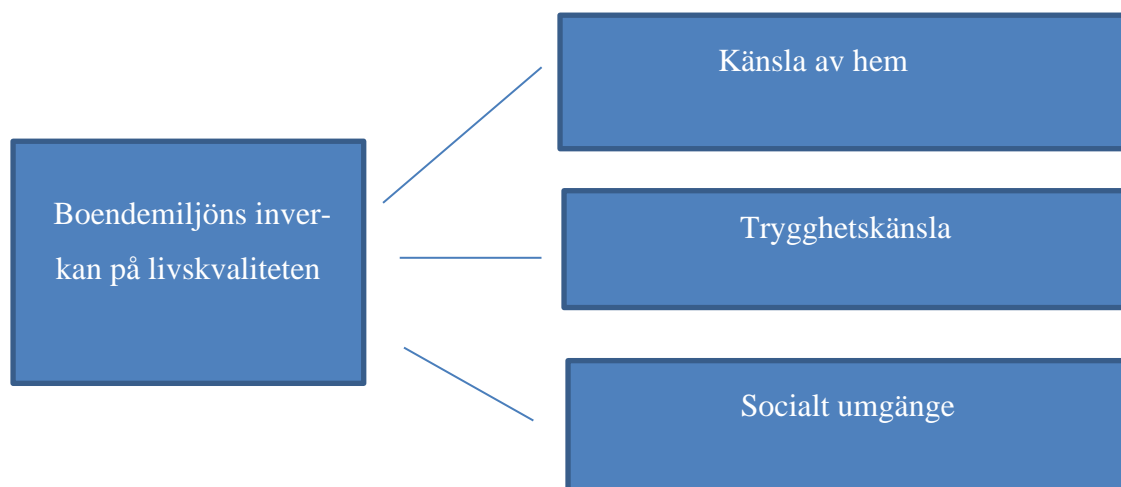 Boendemiljöns inver-
kan på livskvaliteten
Känsla av hem
Trygghetskänsla
Socialt umgänge